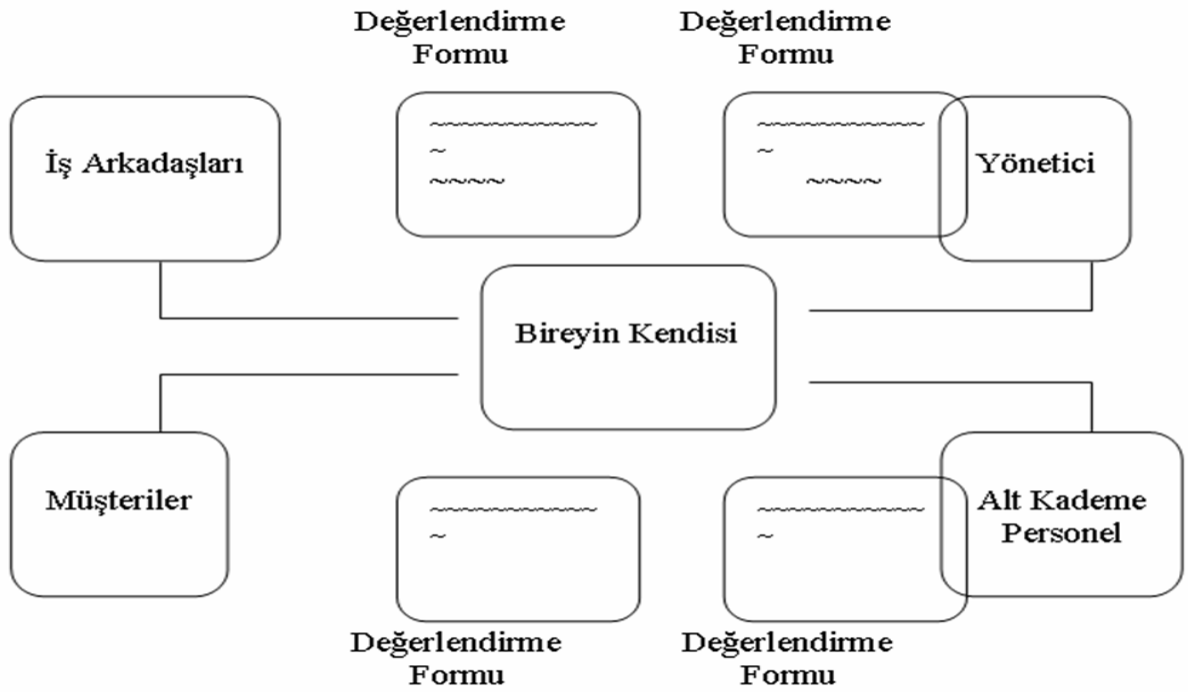 Değerlendirme
Formu
Değerlendirme
Formu
İş Arkadaşları
~~~~~~~~~~~
~
~~~~
~~~~~~~~~~~
~
~~~~
Yönetici
Bireyin Kendisi
Müşteriler
~~~~~~~~~~~
~
~~~~~~~~~~~
~
Alt Kademe
Personel
Değerlendirme
Formu
Değerlendirme
Formu